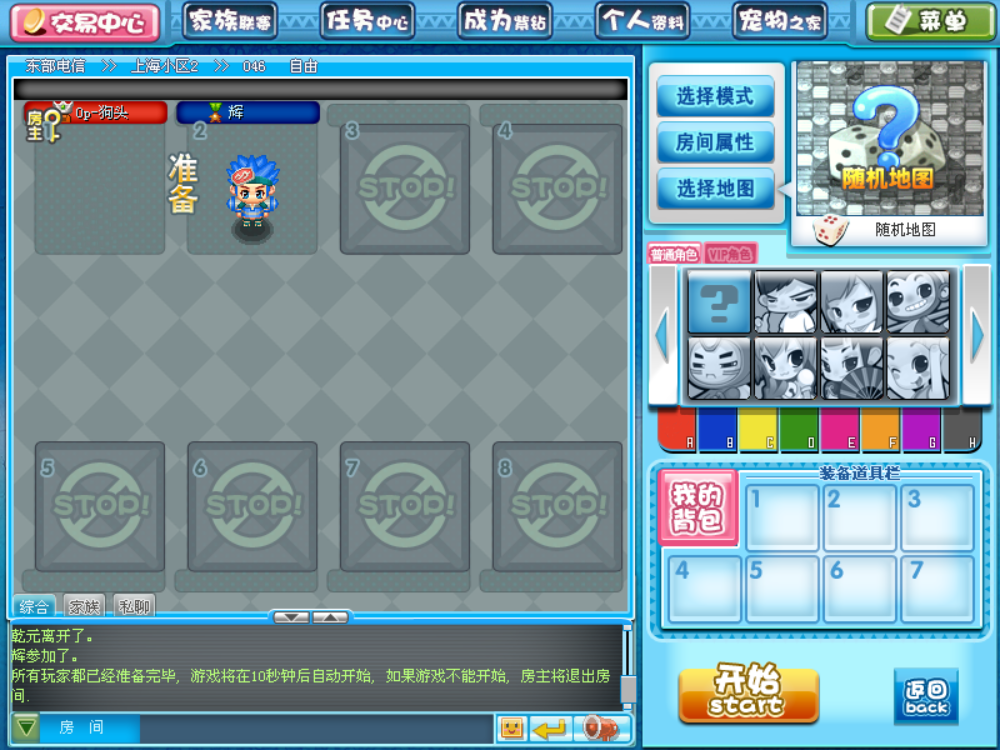 交易中心 家族联赛 任务中心 成为背钻 个人资料 宠物之家 菜单
东部电信 >> 上海小区2 >> 046 自由
房主 Op-狗头
辉
准备
2
3 STOP!
4 STOP!
5 STOP!
6 STOP!
7 STOP!
8 STOP!
选择模式
房间属性
选择地图
?
随机地图
随机地图
普通角色 VIP角色
?
A B C D E F G H
装备道具栏
我的背包
1 2 3
4 5 6 7
综合 家族 私聊
乾元离开了。
辉参加了。
所有玩家都已经准备完毕, 游戏将在10秒钟后自动开始, 如果游戏不能开始, 房主将退出房
间.
房 间
开始
start
返回
back